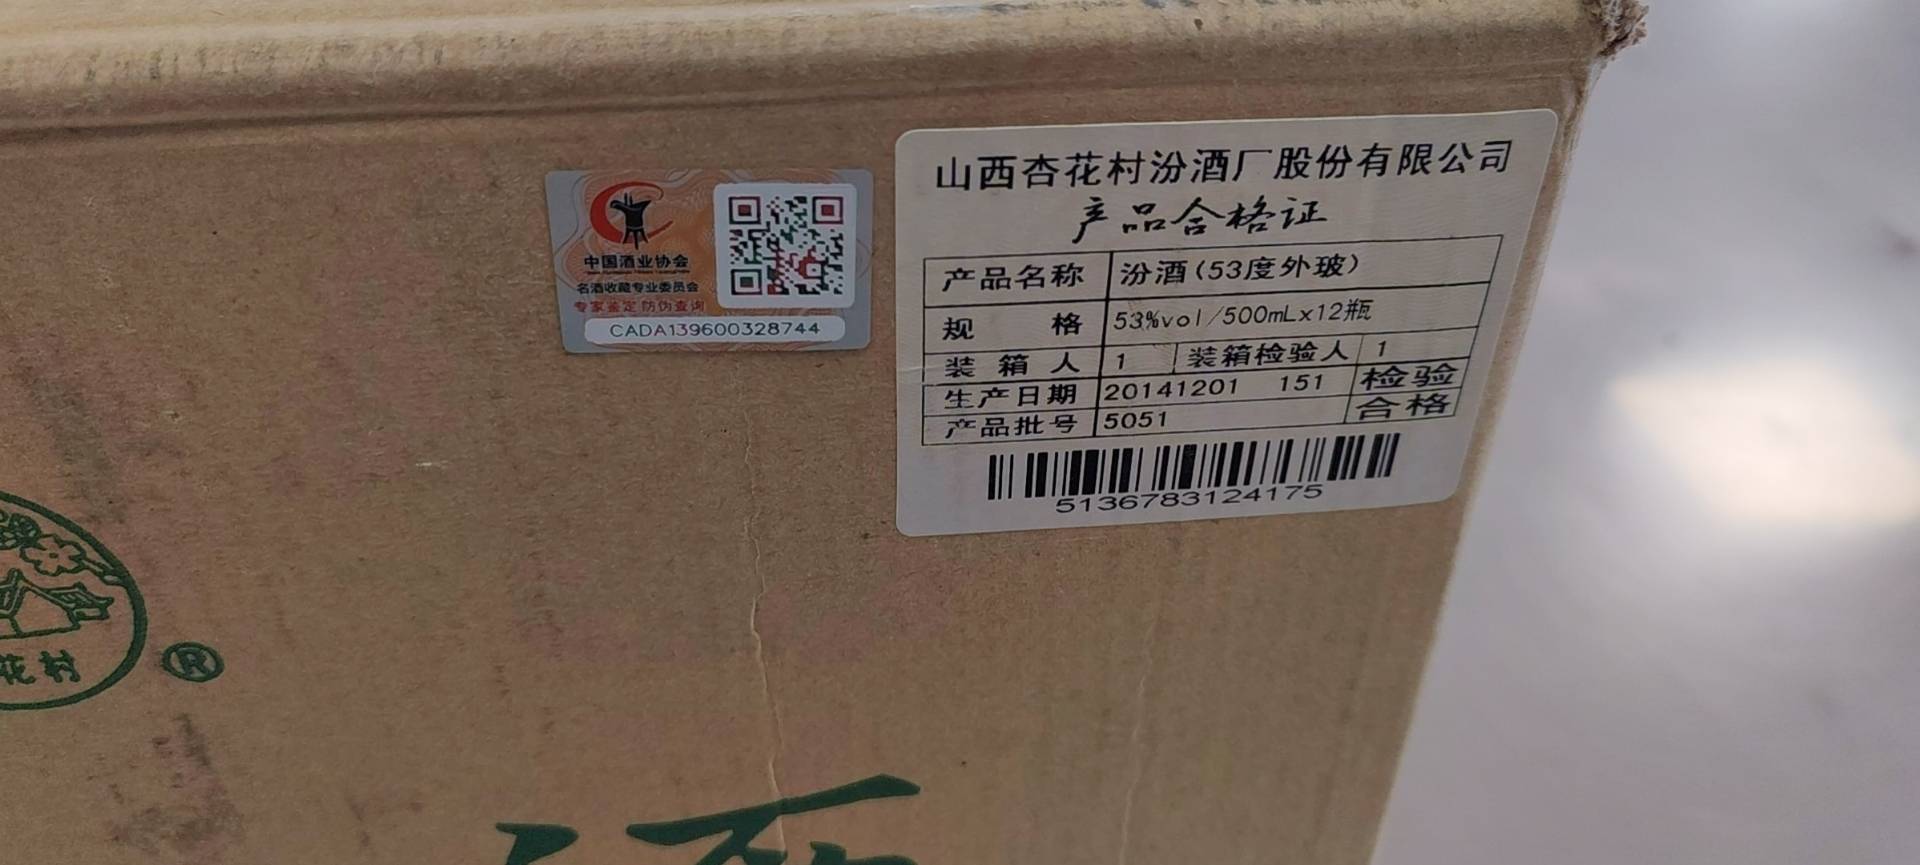 中国酒业协会
名酒收藏专业委员会
专家鉴定 防伪查询
CADA139600328744
山西杏花村汾酒厂股份有限公司
产品合格证
产品名称 汾酒(53度外玻)
规 格 53%vol/500mLx12瓶
装 箱 人 1 装箱检验人 1
生产日期 20141201 151 检验
产品批号 5051 合格
5136783124175
®
酒